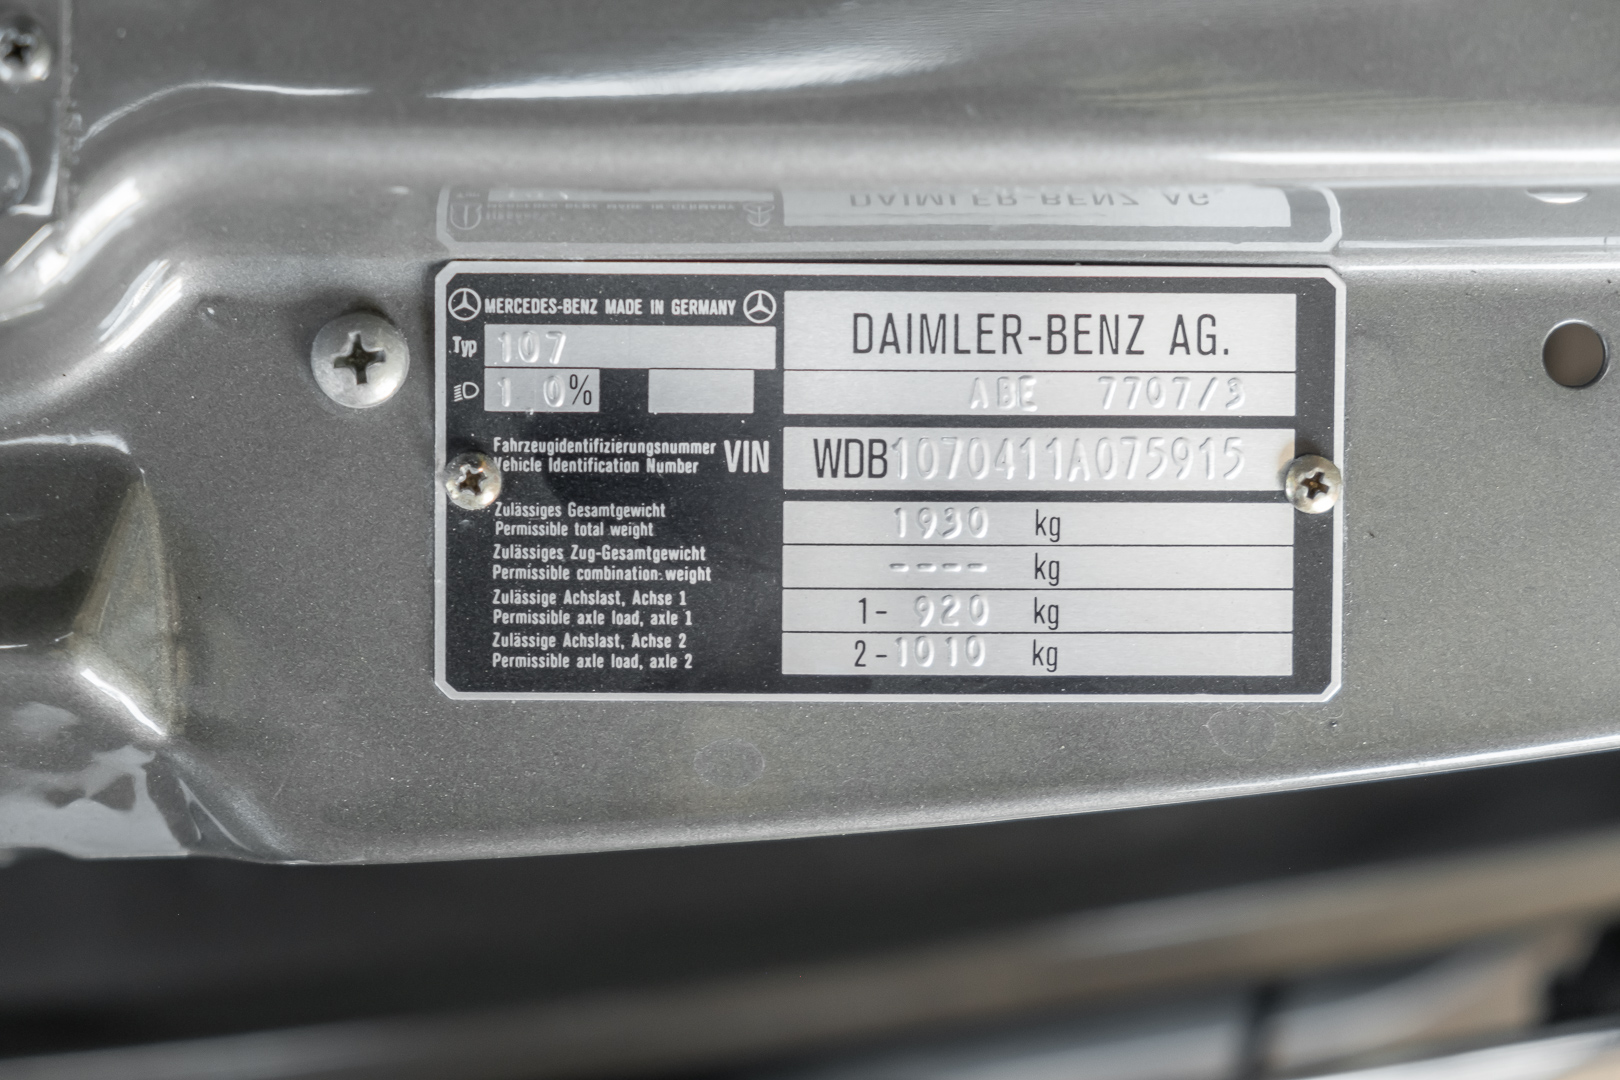 MERCEDES-BENZ MADE IN GERMANY
Typ 107
1,0%
DAIMLER-BENZ AG.
ABE 7707/3
Fahrzeugidentifizierungsnummer
Vehicle Identification Number
VIN
WDB1070411A075915
Zulässiges Gesamtgewicht
Permissible total weight
1930 kg
Zulässiges Zug-Gesamtgewicht
Permissible combination-weight
---- kg
Zulässige Achslast, Achse 1
Permissible axle load, axle 1
1- 920 kg
Zulässige Achslast, Achse 2
Permissible axle load, axle 2
2-1010 kg